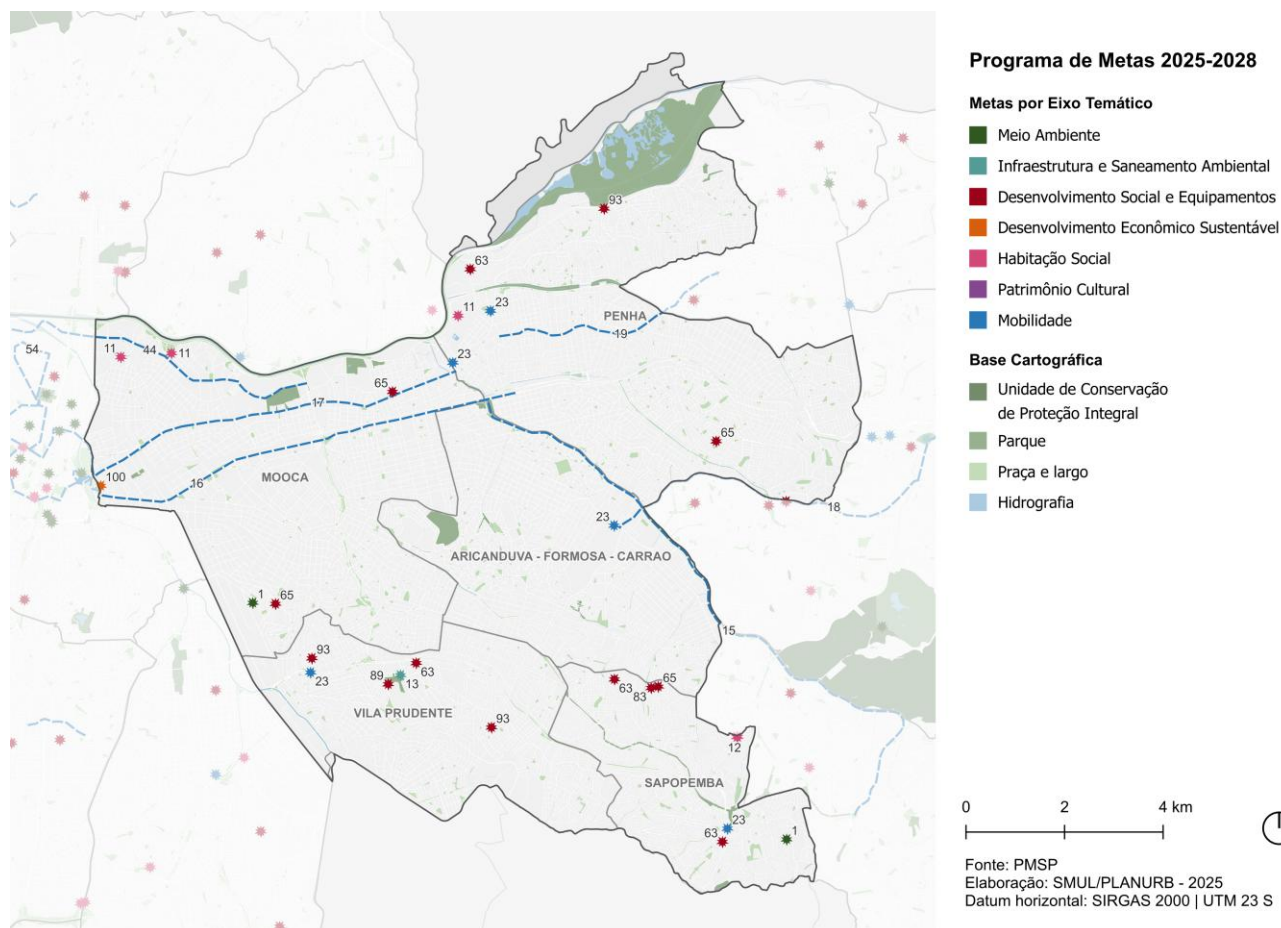 93
63
11
23
PENHA
19
23
54
11
44
11
65
17
65
100
16
MOOCA
18
23
ARICANDUVA - FORMOSA - CARRAO
1
65
15
93
23
89
13
63
63
83
65
VILA PRUDENTE
93
12
SAPOPEMBA
23
63
1
Programa de Metas 2025-2028
Metas por Eixo Temático
Meio Ambiente
Infraestrutura e Saneamento Ambiental
Desenvolvimento Social e Equipamentos
Desenvolvimento Econômico Sustentável
Habitação Social
Patrimônio Cultural
Mobilidade
Base Cartográfica
Unidade de Conservação
de Proteção Integral
Parque
Praça e largo
Hidrografia
0 2 4 km
Fonte: PMSP
Elaboração: SMUL/PLANURB - 2025
Datum horizontal: SIRGAS 2000 | UTM 23 S